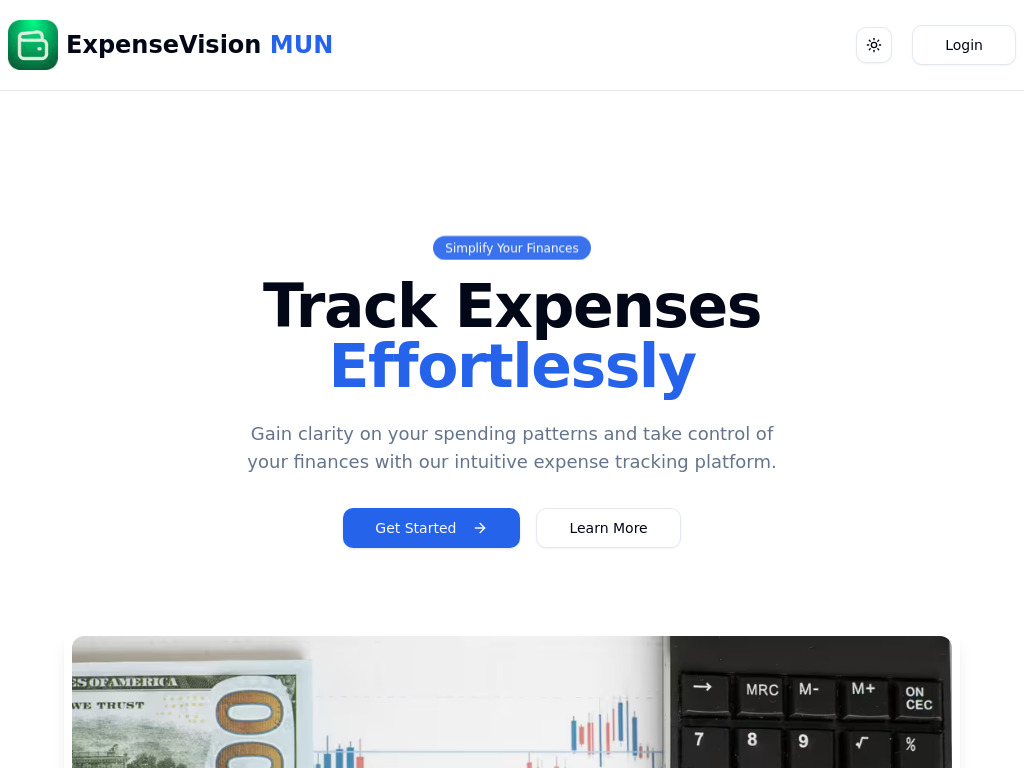 ExpenseVision MUN
Login
Simplify Your Finances
Track Expenses
Effortlessly
Gain clarity on your spending patterns and take control of
your finances with our intuitive expense tracking platform.
Get Started →
Learn More
ES OF AMERICA
WE TRUST
→ MRC M- M+ ON
CEC
7 8 9 √ %